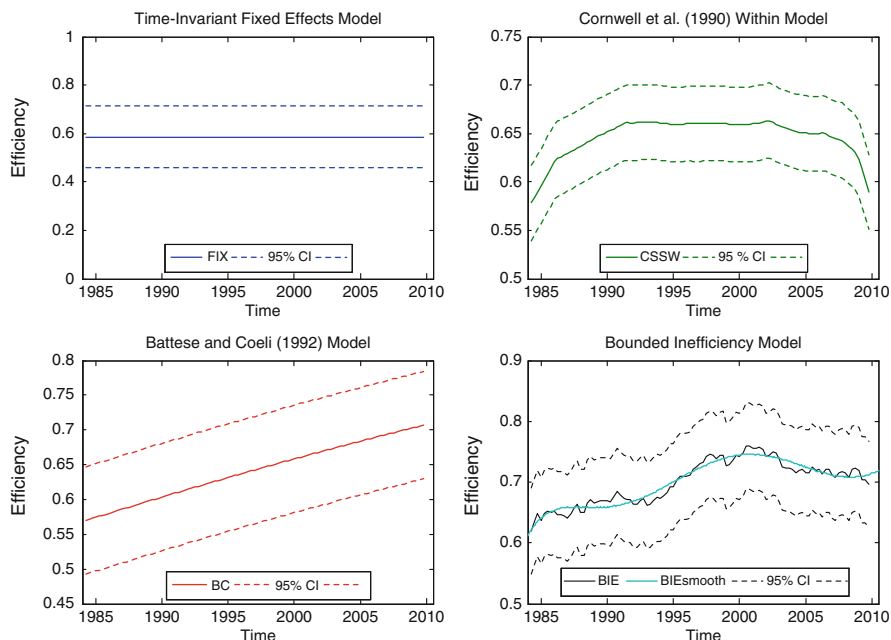 Time-Invariant Fixed Effects Model
Efficiency
1
0.8
0.6
0.4
0.2
0
FIX 95% CI
1985 1990 1995 2000 2005 2010
Time
Cornwell et al. (1990) Within Model
Efficiency
0.75
0.7
0.65
0.6
0.55
0.5
CSSW 95 % CI
1985 1990 1995 2000 2005 2010
Time
Battese and Coeli (1992) Model
Efficiency
0.8
0.75
0.7
0.65
0.6
0.55
0.5
0.45
BC 95% CI
1985 1990 1995 2000 2005 2010
Time
Bounded Inefficiency Model
Efficiency
0.9
0.8
0.7
0.6
0.5
BIE BIEsmooth 95% CI
1985 1990 1995 2000 2005 2010
Time